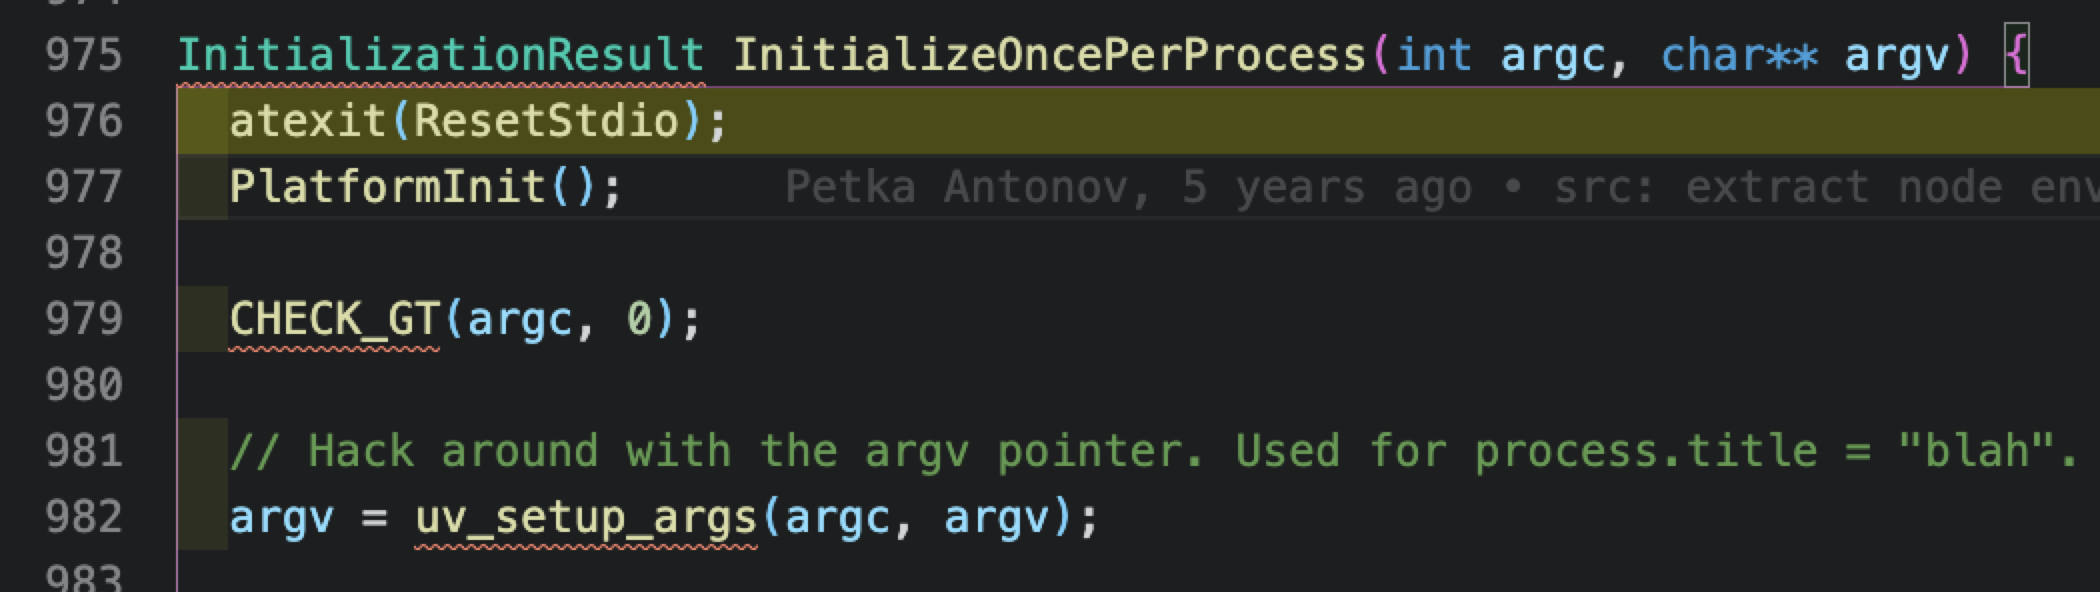 974
975 InitializationResult InitializeOncePerProcess(int argc, char** argv) {
976 atexit(ResetStdio);
977 PlatformInit(); Petka Antonov, 5 years ago • src: extract node env
978
979 CHECK_GT(argc, 0);
980
981 // Hack around with the argv pointer. Used for process.title = "blah".
982 argv = uv_setup_args(argc, argv);
983